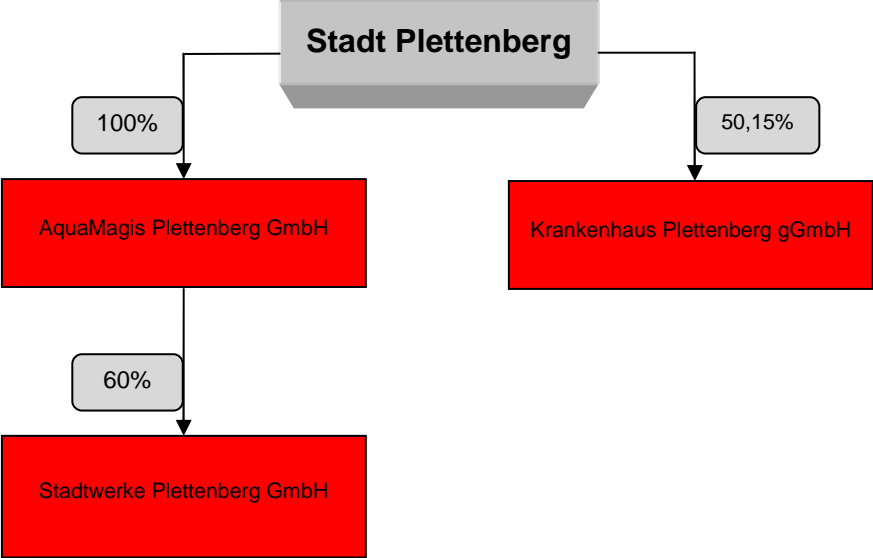 Stadt Plettenberg
100%
50,15%
AquaMagis Plettenberg GmbH
Krankenhaus Plettenberg gGmbH
60%
Stadtwerke Plettenberg GmbH